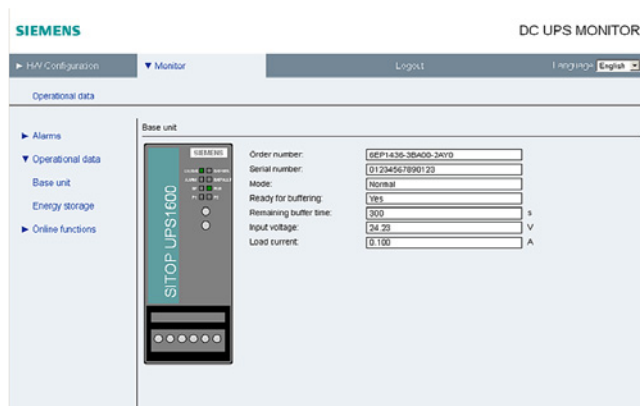 SIEMENS
DC UPS MONITOR
► H/W Configuration ▼ Monitor Logout Language English
Operational data
► Alarms
▼ Operational data
Base unit
Energy storage
► Online functions
Base unit
SIEMENS
SITOP UPS1600
Order number: 6EP1436-3BA00-2AY0
Serial number: 01234567890123
Mode: Normal
Ready for buffering: Yes
Remaining buffer time: 300 s
Input voltage: 24.23 V
Load current: 0.100 A